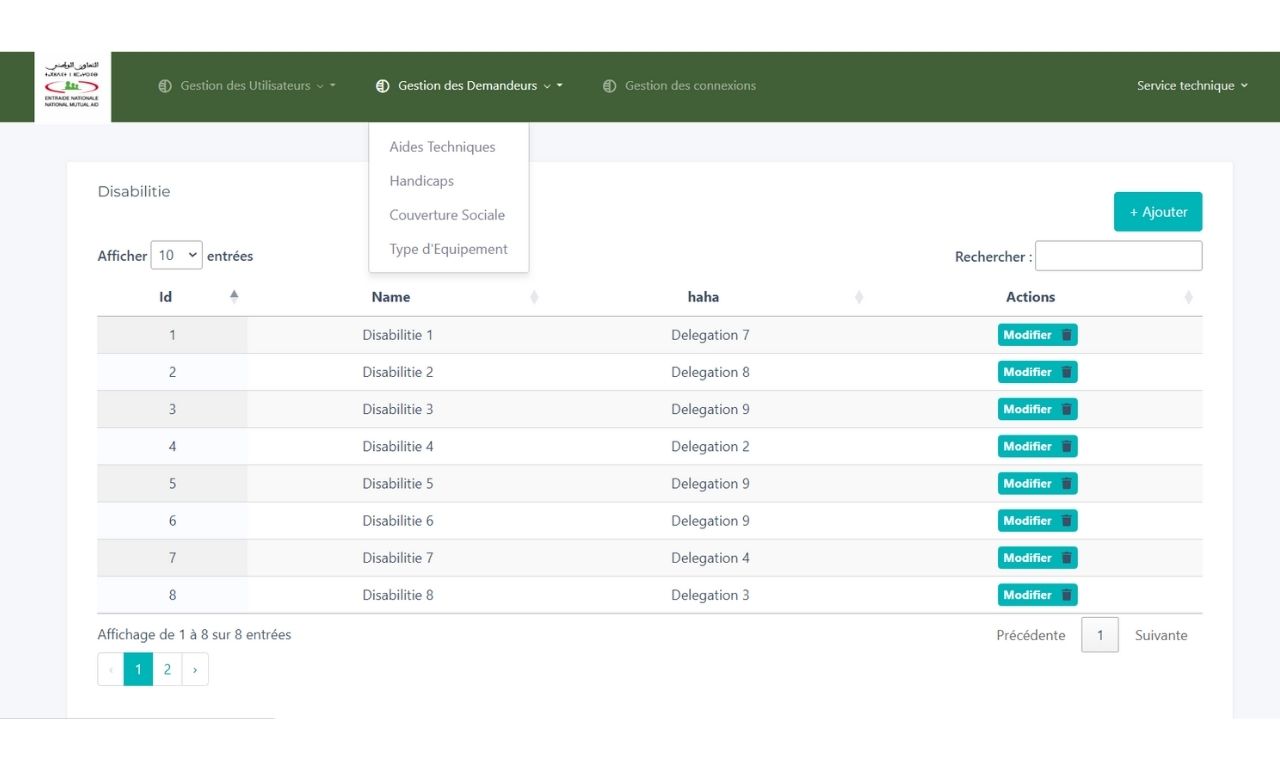 التعاون الوطني
ENTRAIDE NATIONALE
NATIONAL MUTUAL AID
Gestion des Utilisateurs
Gestion des Demandeurs
Gestion des connexions
Service technique
Aides Techniques
Handicaps
Couverture Sociale
Type d'Equipement
Disabilitie
+ Ajouter
Afficher 10 entrées
Rechercher :
Id Name haha Actions
1 Disabilitie 1 Delegation 7 Modifier
2 Disabilitie 2 Delegation 8 Modifier
3 Disabilitie 3 Delegation 9 Modifier
4 Disabilitie 4 Delegation 2 Modifier
5 Disabilitie 5 Delegation 9 Modifier
6 Disabilitie 6 Delegation 9 Modifier
7 Disabilitie 7 Delegation 4 Modifier
8 Disabilitie 8 Delegation 3 Modifier
Affichage de 1 à 8 sur 8 entrées
Précédente 1 Suivante
‹ 1 2 ›